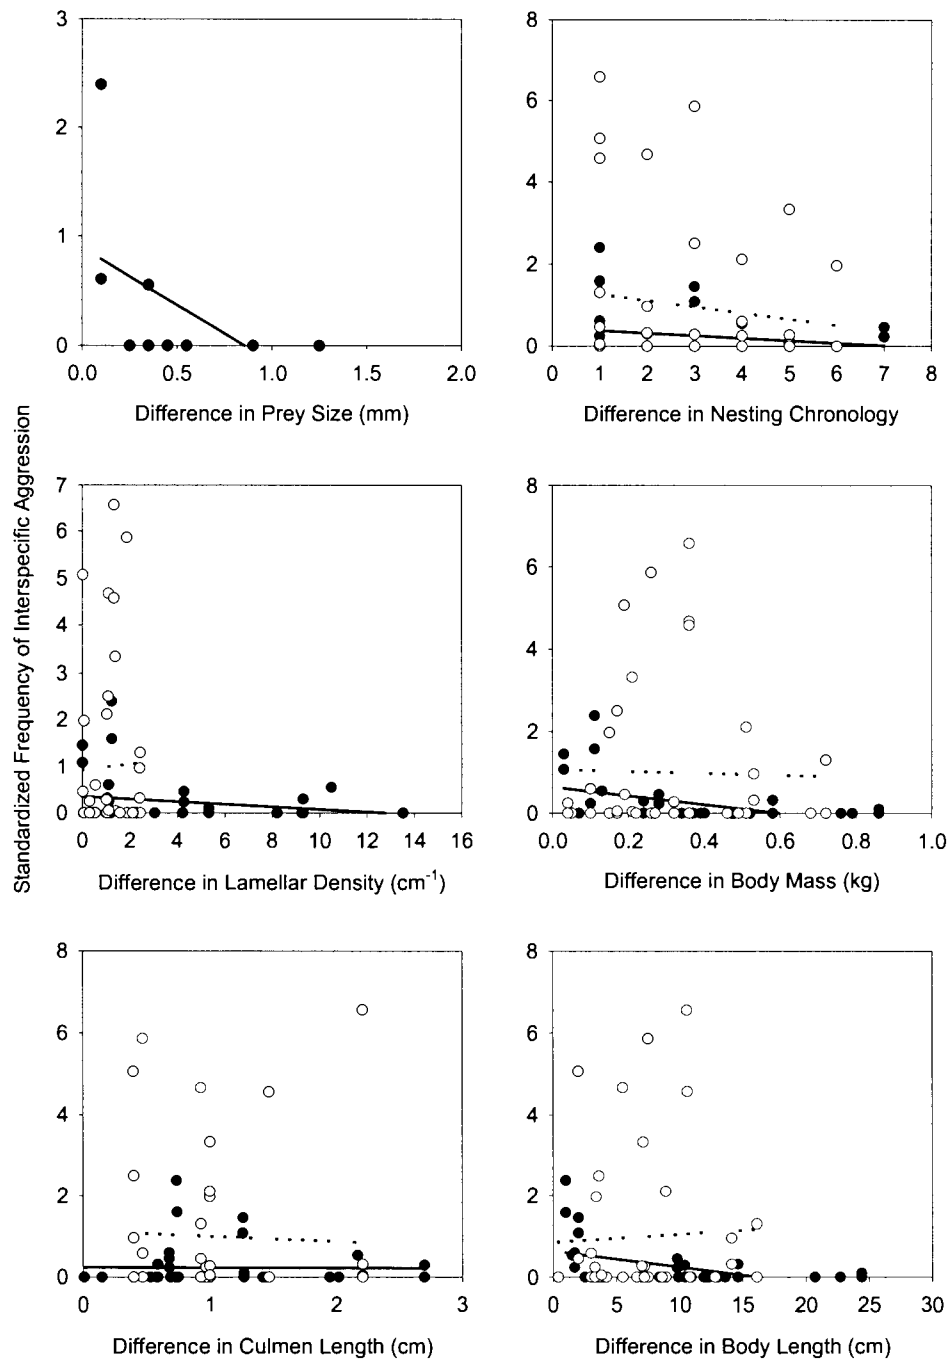 3
2
1
0
0.0 0.5 1.0 1.5 2.0
Difference in Prey Size (mm)
8
6
4
2
0
0 1 2 3 4 5 6 7 8
Difference in Nesting Chronology
Standardized Frequency of Interspecific Aggression
7
6
5
4
3
2
1
0
0 2 4 6 8 10 12 14 16
Difference in Lamellar Density (cm⁻¹)
8
6
4
2
0
0.0 0.2 0.4 0.6 0.8 1.0
Difference in Body Mass (kg)
8
6
4
2
0
0 1 2 3
Difference in Culmen Length (cm)
8
6
4
2
0
0 5 10 15 20 25 30
Difference in Body Length (cm)